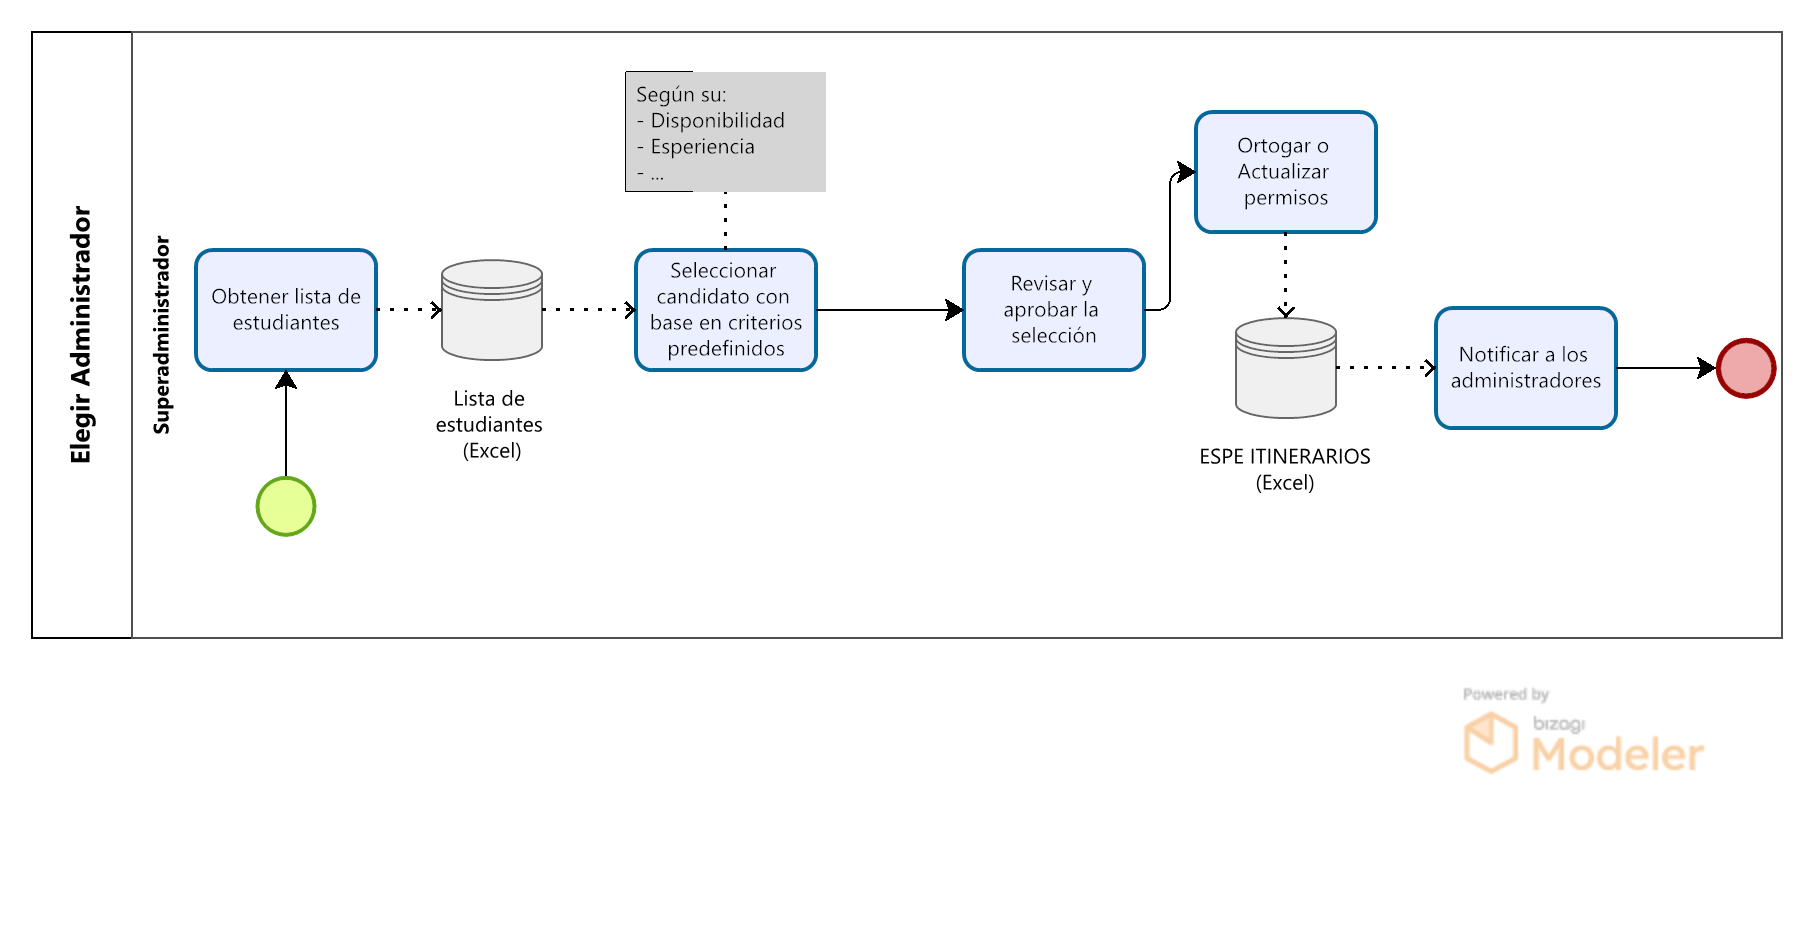 Elegir Administrador
Superadministrador
Obtener lista de
estudiantes
Lista de
estudiantes
(Excel)
Según su:
- Disponibilidad
- Esperiencia
- ...
Seleccionar
candidato con
base en criterios
predefinidos
Revisar y
aprobar la
selección
Ortogar o
Actualizar
permisos
ESPE ITINERARIOS
(Excel)
Notificar a los
administradores
Powered by
bizagi
Modeler